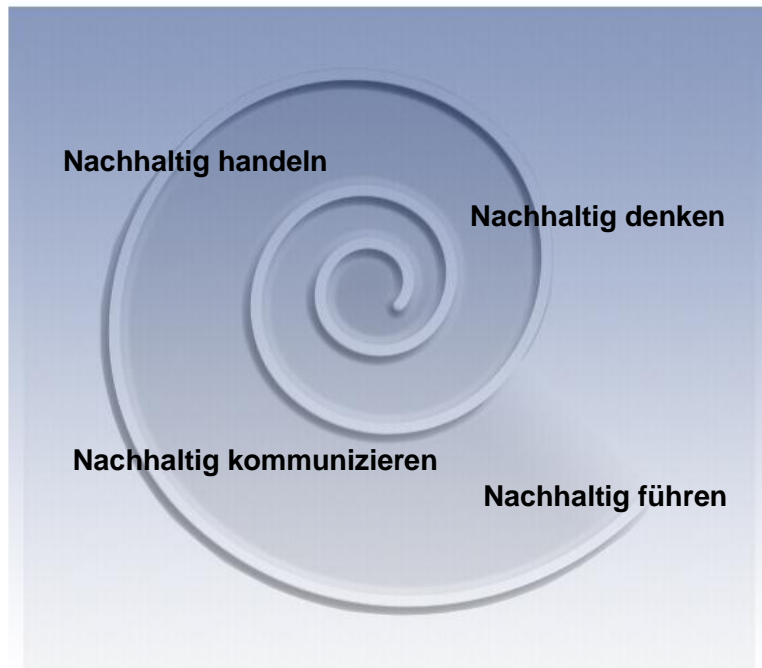 Nachhaltig handeln
Nachhaltig denken
Nachhaltig kommunizieren
Nachhaltig führen